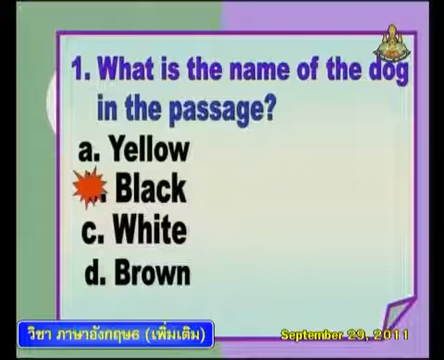 1. What is the name of the dog
in the passage?
a. Yellow
Black
c. White
d. Brown
วิชา ภาษาอังกฤษ6 (เพิ่มเติม)
September 29, 2011